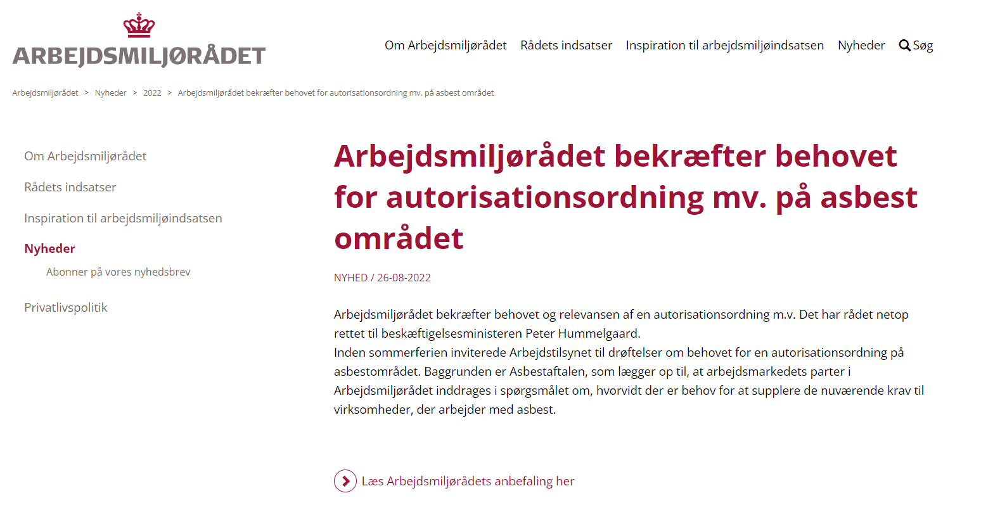 ARBEJDSMILJØRÅDET
Om Arbejdsmiljørådet Rådets indsatser Inspiration til arbejdsmiljøindsatsen Nyheder Søg
Arbejdsmiljørådet > Nyheder > 2022 > Arbejdsmiljørådet bekræfter behovet for autorisationsordning mv. på asbest området
Om Arbejdsmiljørådet
Rådets indsatser
Inspiration til arbejdsmiljøindsatsen
Nyheder
Abonner på vores nyhedsbrev
Privatlivspolitik
Arbejdsmiljørådet bekræfter behovet
for autorisationsordning mv. på asbest
området
NYHED / 26-08-2022
Arbejdsmiljørådet bekræfter behovet og relevansen af en autorisationsordning m.v. Det har rådet netop
rettet til beskæftigelsesministeren Peter Hummelgaard.
Inden sommerferien inviterede Arbejdstilsynet til drøftelser om behovet for en autorisationsordning på
asbestområdet. Baggrunden er Asbestaftalen, som lægger op til, at arbejdsmarkedets parter i
Arbejdsmiljørådet inddrages i spørgsmålet om, hvorvidt der er behov for at supplere de nuværende krav til
virksomheder, der arbejder med asbest.
Læs Arbejdsmiljørådets anbefaling her